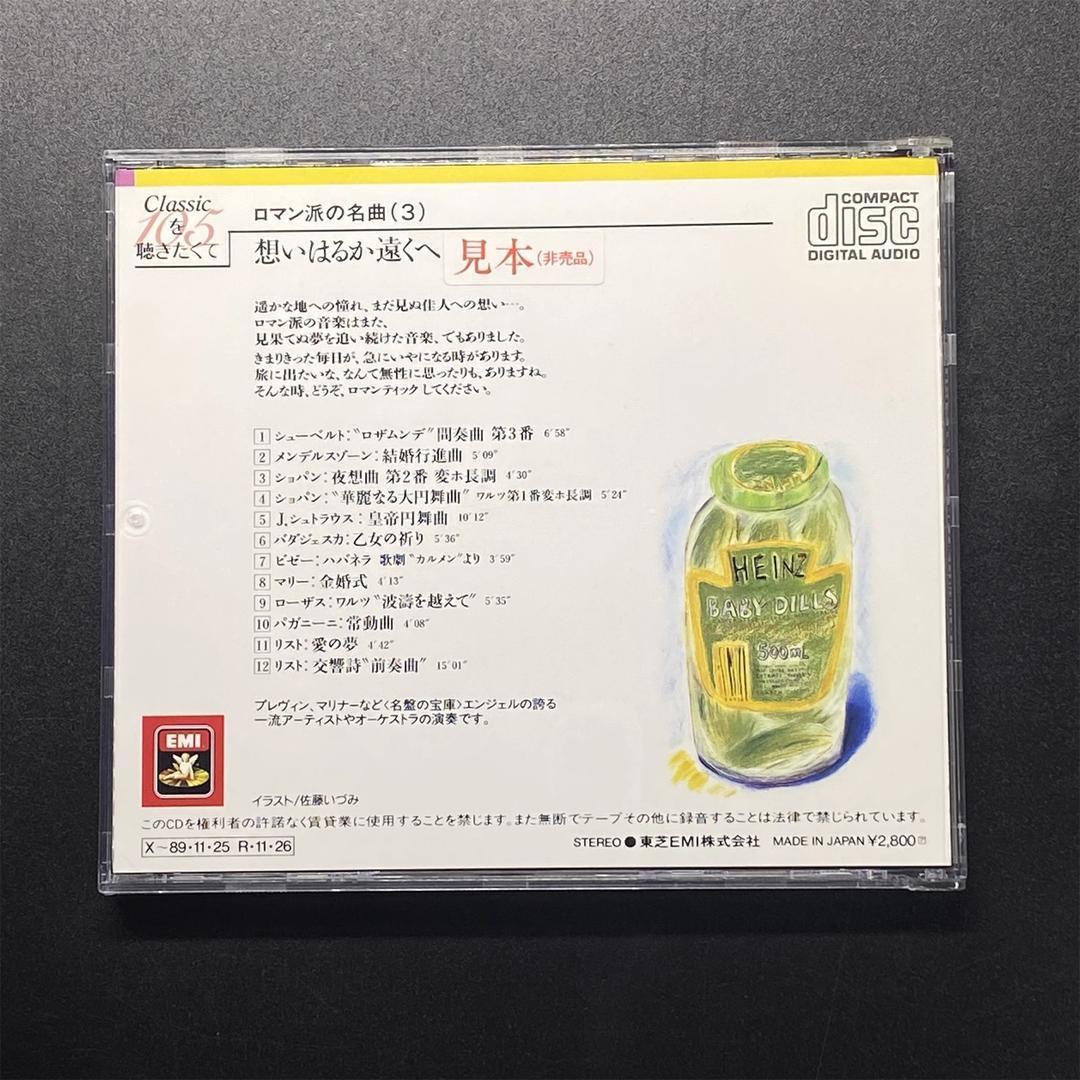 Classic
105
を
聴きたくて
ロマン派の名曲(3)
想いはるか遠くへ 見本(非売品)
COMPACT
disc
DIGITAL AUDIO
遥かな地への憧れ、まだ見ぬ佳人への想い…。
ロマン派の音楽はまた、
見果てぬ夢を追い続けた音楽、でもありました。
きまりきった毎日が、急にいやになる時があります。
旅に出たいな、なんて無性に思ったりも、ありますね。
そんな時、どうぞ、ロマンティックしてください。
1 シューベルト:“ロザムンデ”間奏曲 第3番 6′58″
2 メンデルスゾーン:結婚行進曲 5′09″
3 ショパン:夜想曲 第2番 変ホ長調 4′30″
4 ショパン:“華麗なる大円舞曲” ワルツ第1番変ホ長調 5′24″
5 J.シュトラウス:皇帝円舞曲 10′12″
6 バダジェスカ:乙女の祈り 5′36″
7 ビゼー:ハバネラ 歌劇“カルメン”より 3′59″
8 マリー:金婚式 4′13″
9 ローザス:ワルツ“波濤を越えて” 5′35″
10 パガニーニ:常動曲 4′08″
11 リスト:愛の夢 4′42″
12 リスト:交響詩“前奏曲” 15′01″
プレヴィン、マリナーなど〈名盤の宝庫〉エンジェルの誇る
一流アーティストやオーケストラの演奏です。
HEINZ
BABY DILLS
500mL
EMI
イラスト/佐藤いづみ
このCDを権利者の許諾なく賃貸業に使用することを禁じます。また無断でテープその他に録音することは法律で禁じられています。
X〜89・11・25 R・11・26
STEREO ● 東芝EMI株式会社 MADE IN JAPAN ¥2,800